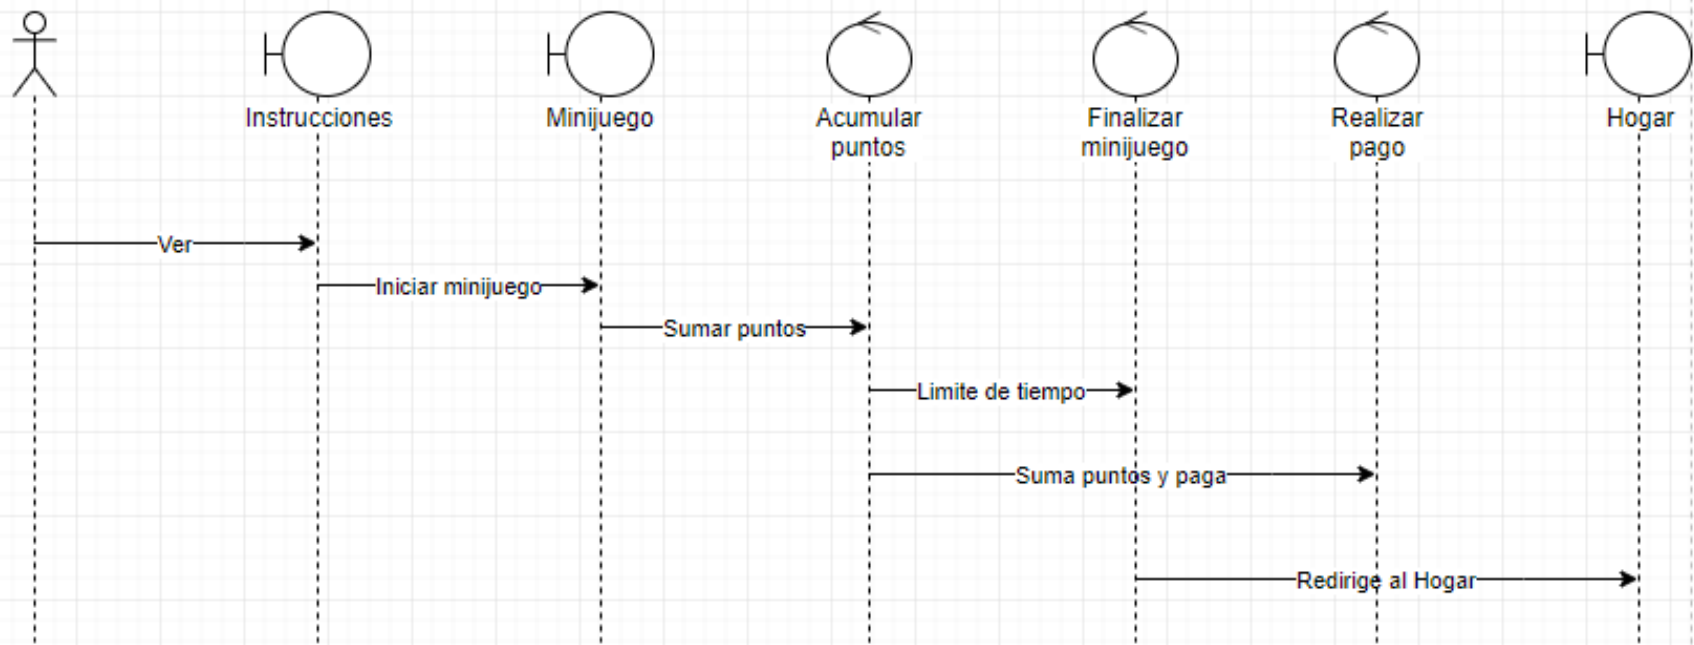 Instrucciones
Minijuego
Acumular
puntos
Finalizar
minijuego
Realizar
pago
Hogar
Ver
Iniciar minijuego
Sumar puntos
Limite de tiempo
Suma puntos y paga
Redirige al Hogar